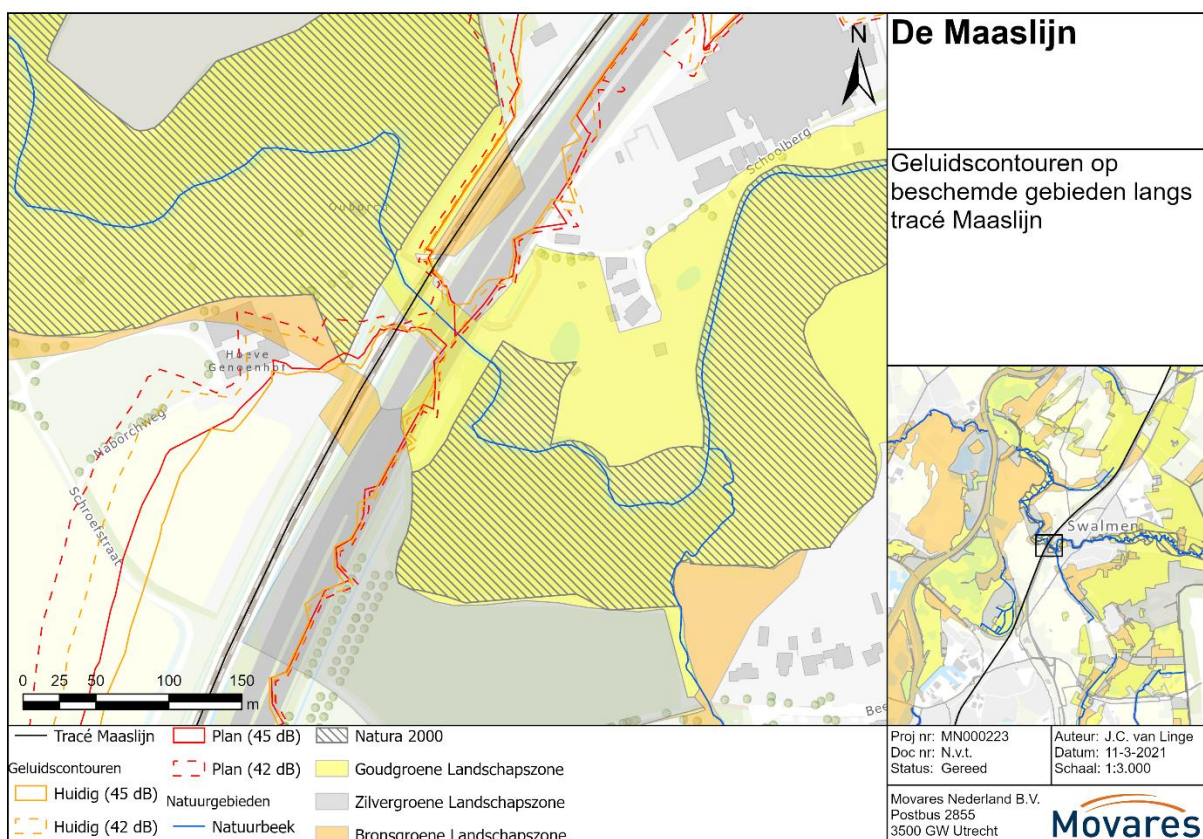 De Maaslijn
Geluidscontouren op
beschemde gebieden langs
tracé Maaslijn
N
Schoolberg
Ouborch
Hoeve
Genoenhof
Naborchweg
Schroefstraat
Bee
0 25 50 100 150
m
Swalmen
Tracé Maaslijn
Geluidscontouren
Huidig (45 dB)
Huidig (42 dB)
Plan (45 dB)
Plan (42 dB)
Natuurgebieden
Natuurbeek
Natura 2000
Goudgroene Landschapszone
Zilvergroene Landschapszone
Bronsgroene Landschapszone
Proj nr: MN000223
Doc nr: N.v.t.
Status: Gereed
Auteur: J.C. van Linge
Datum: 11-3-2021
Schaal: 1:3.000
Movares Nederland B.V.
Postbus 2855
3500 GW Utrecht
Movares